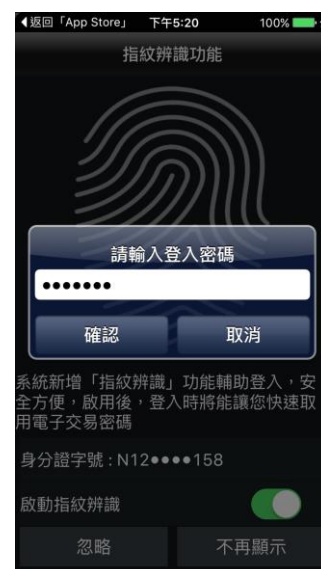 返回「App Store」 下午5:20 100%
指紋辨識功能
請輸入登入密碼
●●●●●●●
確認 取消
系統新增「指紋辨識」功能輔助登入，安
全方便，啟用後，登入時將能讓您快速取
用電子交易密碼
身分證字號 : N12●●●●158
啟動指紋辨識
忽略 不再顯示